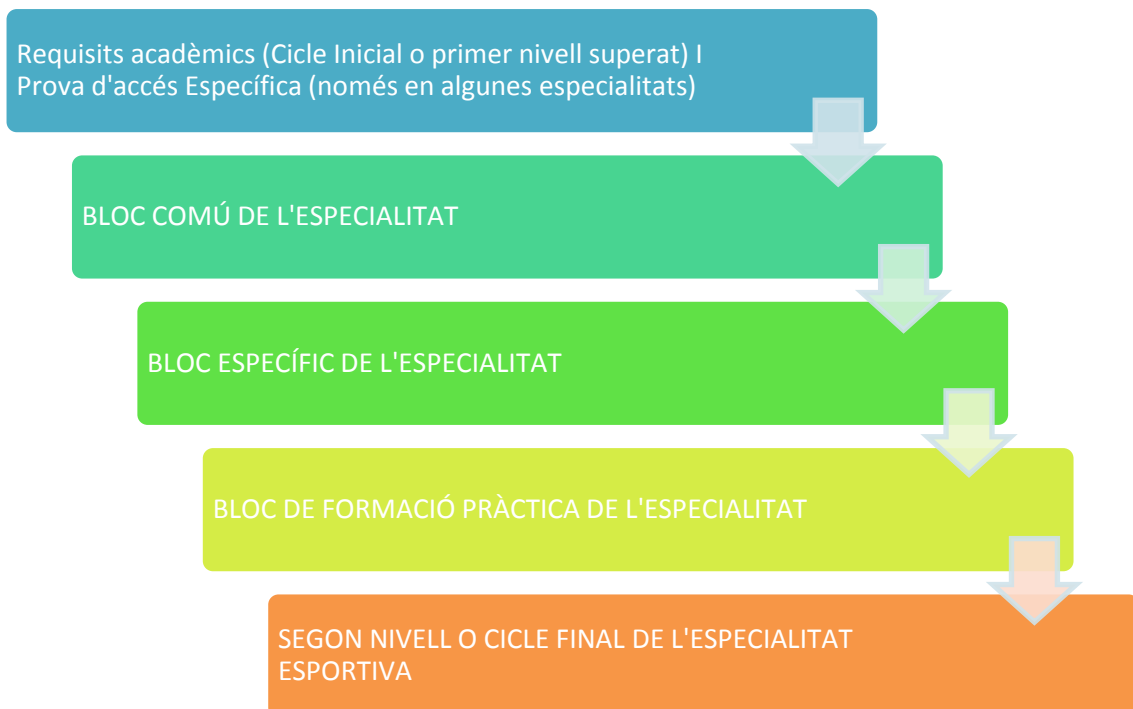 Requisits acadèmics (Cicle Inicial o primer nivell superat) I
Prova d'accés Específica (només en algunes especialitats)
BLOC COMÚ DE L'ESPECIALITAT
BLOC ESPECÍFIC DE L'ESPECIALITAT
BLOC DE FORMACIÓ PRÀCTICA DE L'ESPECIALITAT
SEGON NIVELL O CICLE FINAL DE L'ESPECIALITAT
ESPORTIVA